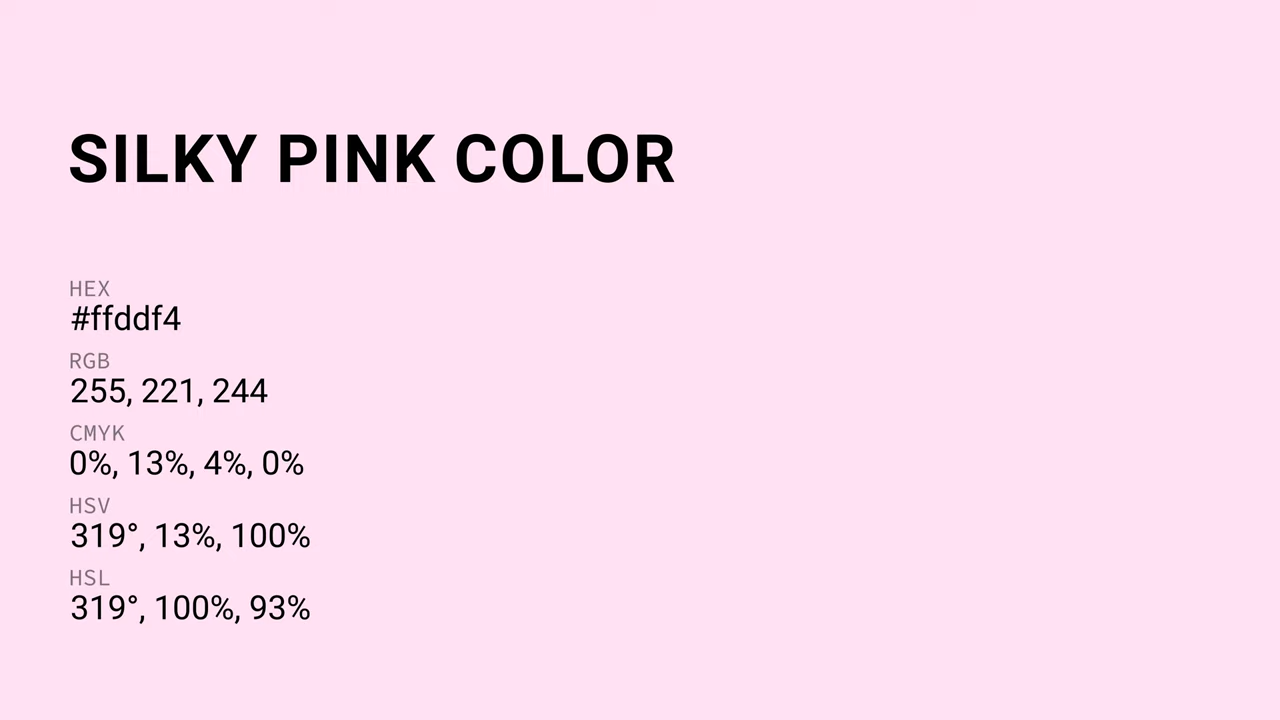 SILKY PINK COLOR
HEX
#ffddf4
RGB
255, 221, 244
CMYK
0%, 13%, 4%, 0%
HSV
319°, 13%, 100%
HSL
319°, 100%, 93%